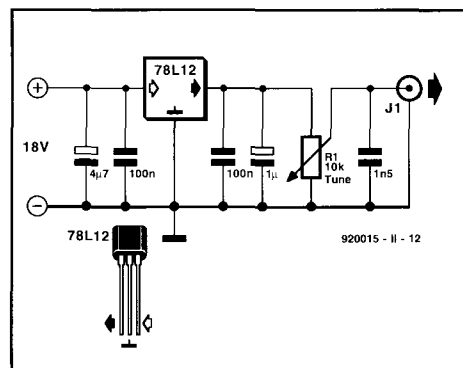 78L12
J1
18V
4µ7
100n
100n
1µ
R1
10k
Tune
1n5
78L12
920015 - II - 12